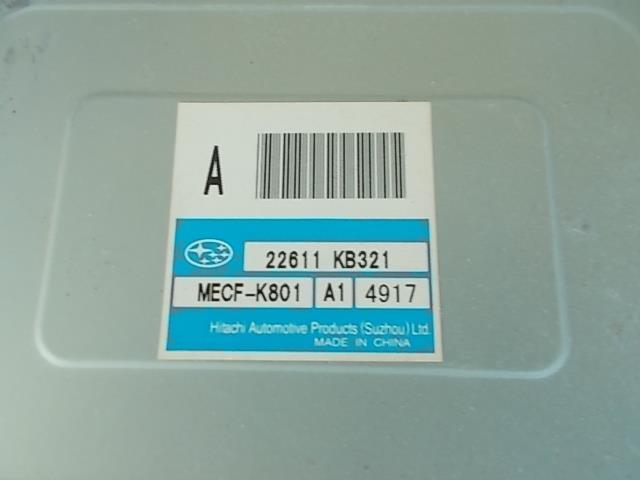 A
22611 KB321
MECF-K801 A1 4917
Hitachi Automotive Products (Suzhou) Ltd.
MADE IN CHINA